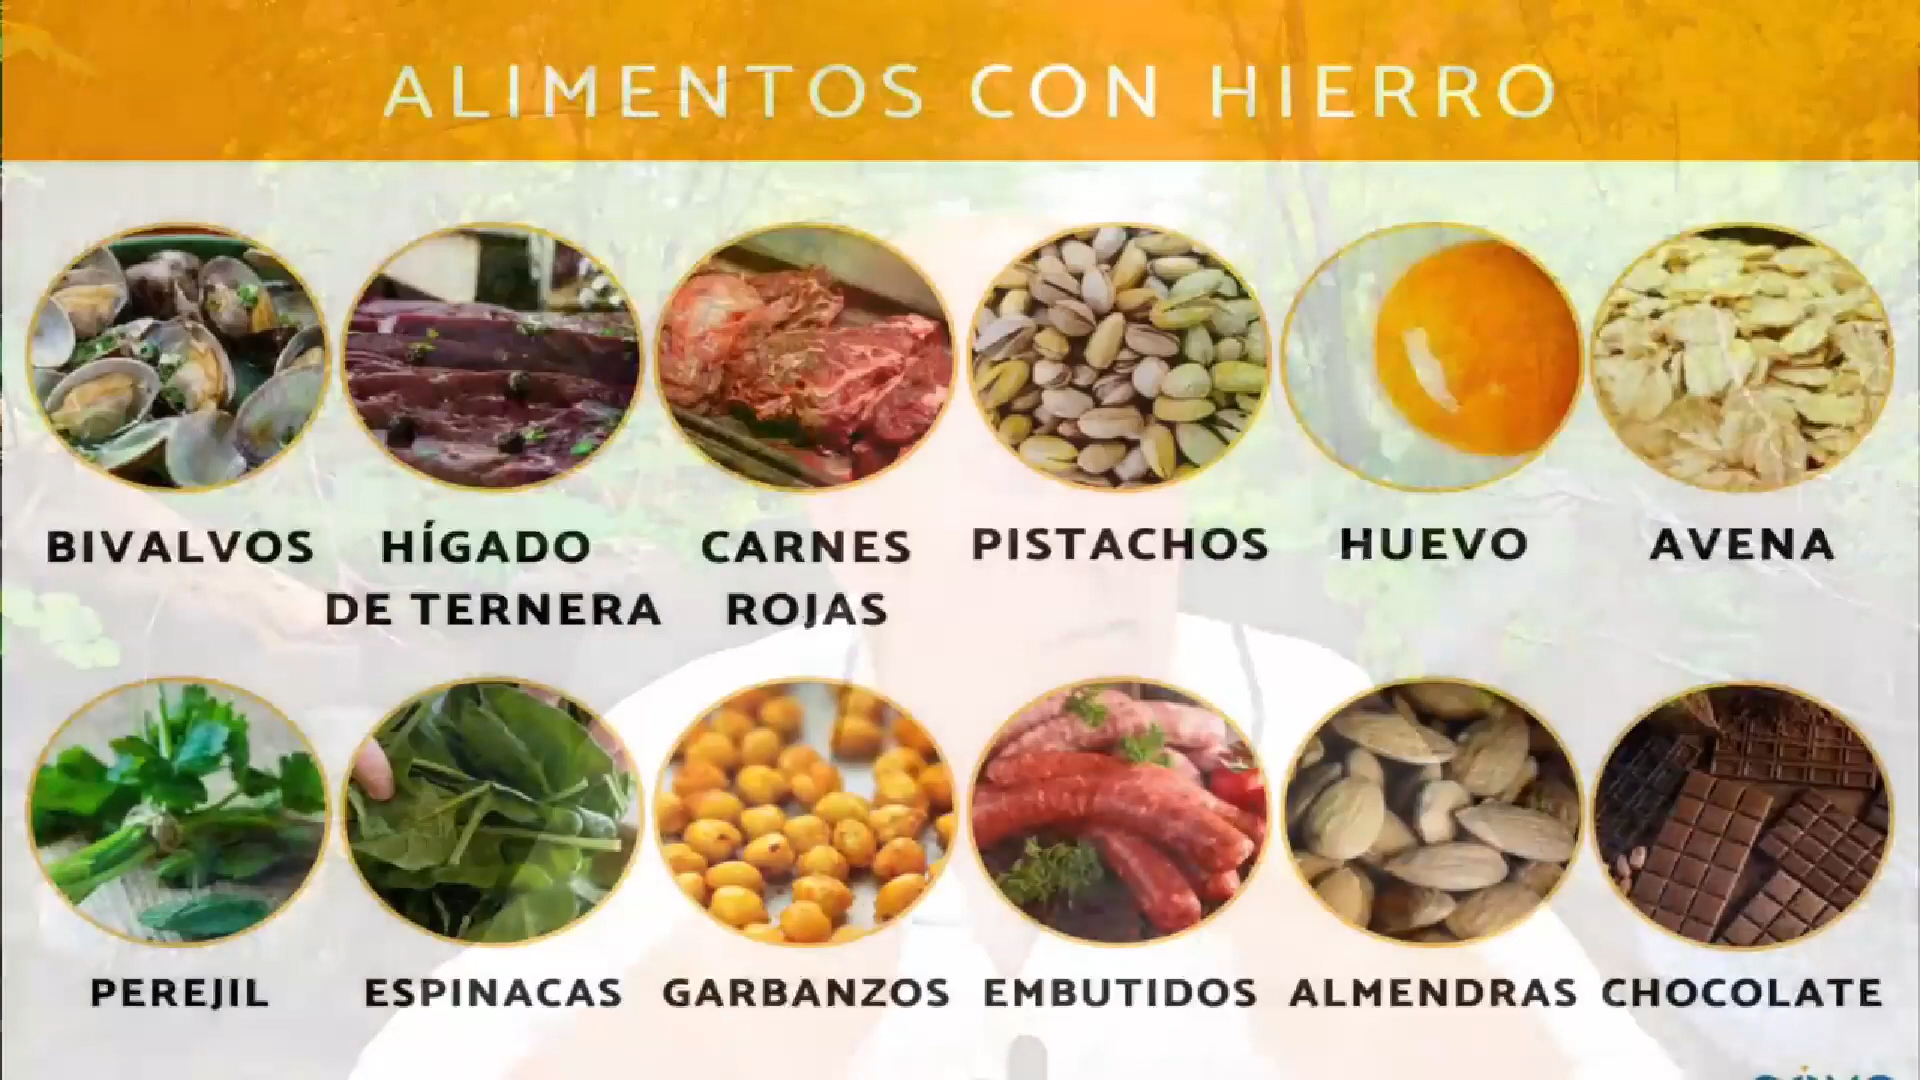 ALIMENTOS CON HIERRO
BIVALVOS
HÍGADO
DE TERNERA
CARNES
ROJAS
PISTACHOS
HUEVO
AVENA
PEREJIL
ESPINACAS
GARBANZOS
EMBUTIDOS
ALMENDRAS
CHOCOLATE